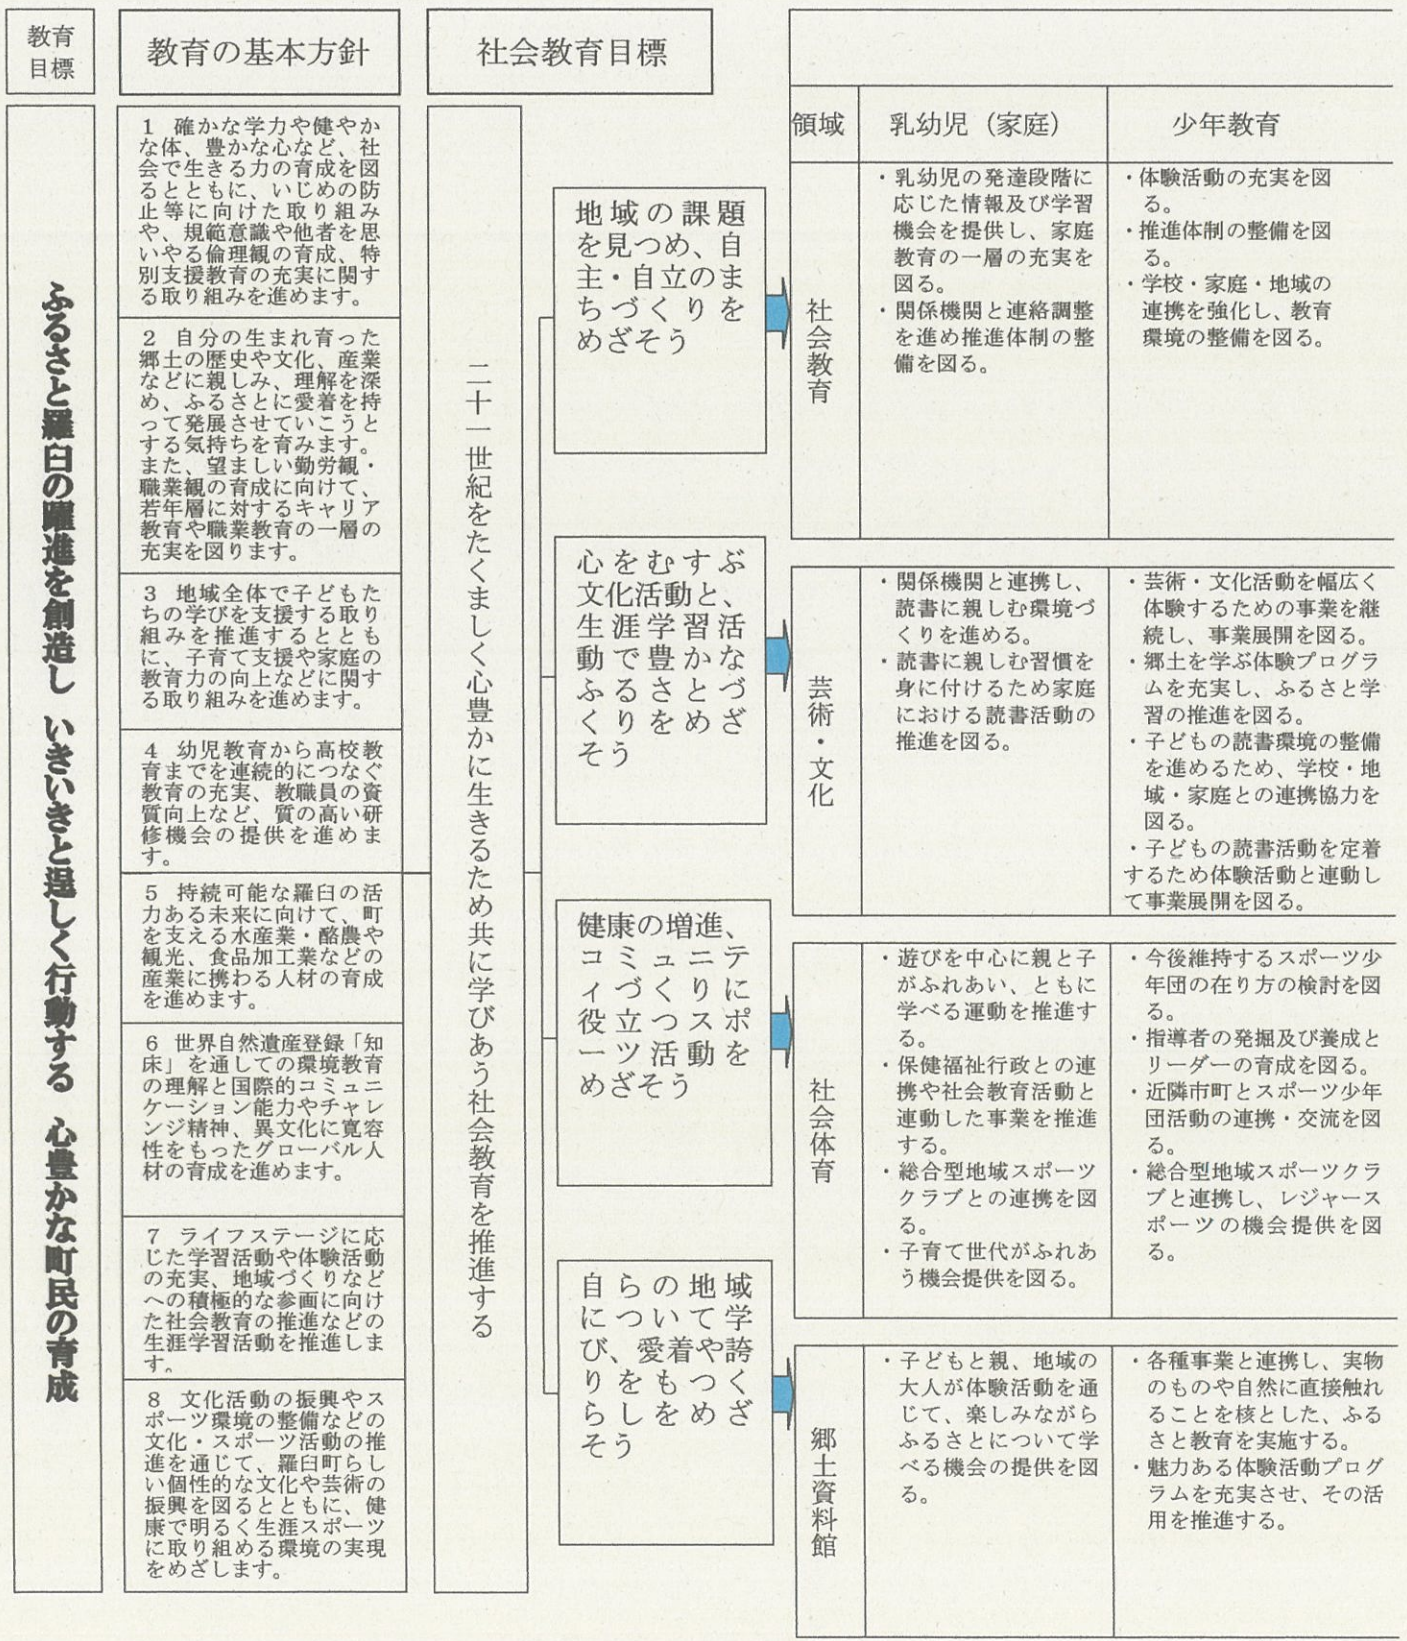 教育
目標
ふるさと羅臼の躍進を創造し　いきいきと逞しく行動する　心豊かな町民の育成
教育の基本方針
1　確かな学力や健やか
な体、豊かな心など、社
会で生きる力の育成を図
るとともに、いじめの防
止等に向けた取り組み
や、規範意識や他者を思
いやる倫理観の育成、特
別支援教育の充実に関す
る取り組みを進めます。
2　自分の生まれ育った
郷土の歴史や文化、産業
などに親しみ、理解を深
め、ふるさとに愛着を持
って発展させていこうと
する気持ちを育みます。
また、望ましい勤労観・
職業観の育成に向けて、
若年層に対するキャリア
教育や職業教育の一層の
充実を図ります。
3　地域全体で子どもた
ちの学びを支援する取り
組みを推進するととも
に、子育て支援や家庭の
教育力の向上などに関す
る取り組みを進めます。
4　幼児教育から高校教
育までを連続的につなぐ
教育の充実、教職員の資
質向上など、質の高い研
修機会の提供を進めま
す。
5　持続可能な羅臼の活
力ある未来に向けて、町
を支える水産業・酪農や
観光、食品加工業などの
産業に携わる人材の育成
を進めます。
6　世界自然遺産登録「知
床」を通しての環境教育
の理解と国際的コミュニ
ケーション能力やチャレ
ンジ精神、異文化に寛容
性をもったグローバル人
材の育成を進めます。
7　ライフステージに応
じた学習活動や体験活動
の充実、地域づくりなど
への積極的な参画に向け
た社会教育の推進などの
生涯学習活動を推進しま
す。
8　文化活動の振興やス
ポーツ環境の整備などの
文化・スポーツ活動の推
進を通じて、羅臼町らし
い個性的な文化や芸術の
振興を図るとともに、健
康で明るく生涯スポーツ
に取り組める環境の実現
をめざします。
社会教育目標
二十一世紀をたくましく心豊かに生きるため共に学びあう社会教育を推進する
地域の課題
を見つめ、自
主・自立のま
ちづくりを
めざそう
心をむすぶ
文化活動と、
生涯学習活
動で豊かな
ふるさとづ
くりをめざ
そう
健康の増進、
コミュニテ
ィづくりに
役立つスポ
ーツ活動を
めざそう
自らの地域
について学
び、愛着や誇
りをもつく
らしをめざ
そう
領域
乳幼児（家庭）
少年教育
社会教育
・乳幼児の発達段階に
応じた情報及び学習
機会を提供し、家庭
教育の一層の充実を
図る。
・関係機関と連絡調整
を進め推進体制の整
備を図る。
・体験活動の充実を図
る。
・推進体制の整備を図
る。
・学校・家庭・地域の
連携を強化し、教育
環境の整備を図る。
芸術・文化
・関係機関と連携し、
読書に親しむ環境づ
くりを進める。
・読書に親しむ習慣を
身に付けるため家庭
における読書活動の
推進を図る。
・芸術・文化活動を幅広く
体験するための事業を継
続し、事業展開を図る。
・郷土を学ぶ体験プログラ
ムを充実し、ふるさと学
習の推進を図る。
・子どもの読書環境の整備
を進めるため、学校・地
域・家庭との連携協力を
図る。
・子どもの読書活動を定着
するため体験活動と連動し
て事業展開を図る。
社会体育
・遊びを中心に親と子
がふれあい、ともに
学べる運動を推進す
る。
・保健福祉行政との連
携や社会教育活動と
連動した事業を推進
する。
・総合型地域スポーツ
クラブとの連携を図
る。
・子育て世代がふれあ
う機会提供を図る。
・今後維持するスポーツ少
年団の在り方の検討を図
る。
・指導者の発掘及び養成と
リーダーの育成を図る。
・近隣市町とスポーツ少年
団活動の連携・交流を図
る。
・総合型地域スポーツクラ
ブと連携し、レジャース
ポーツの機会提供を図
る。
郷土資料館
・子どもと親、地域の
大人が体験活動を通
じて、楽しみながら
ふるさとについて学
べる機会の提供を図
る。
・各種事業と連携し、実物
のものや自然に直接触れ
ることを核とした、ふる
さと教育を実施する。
・魅力ある体験活動プログ
ラムを充実させ、その活
用を推進する。